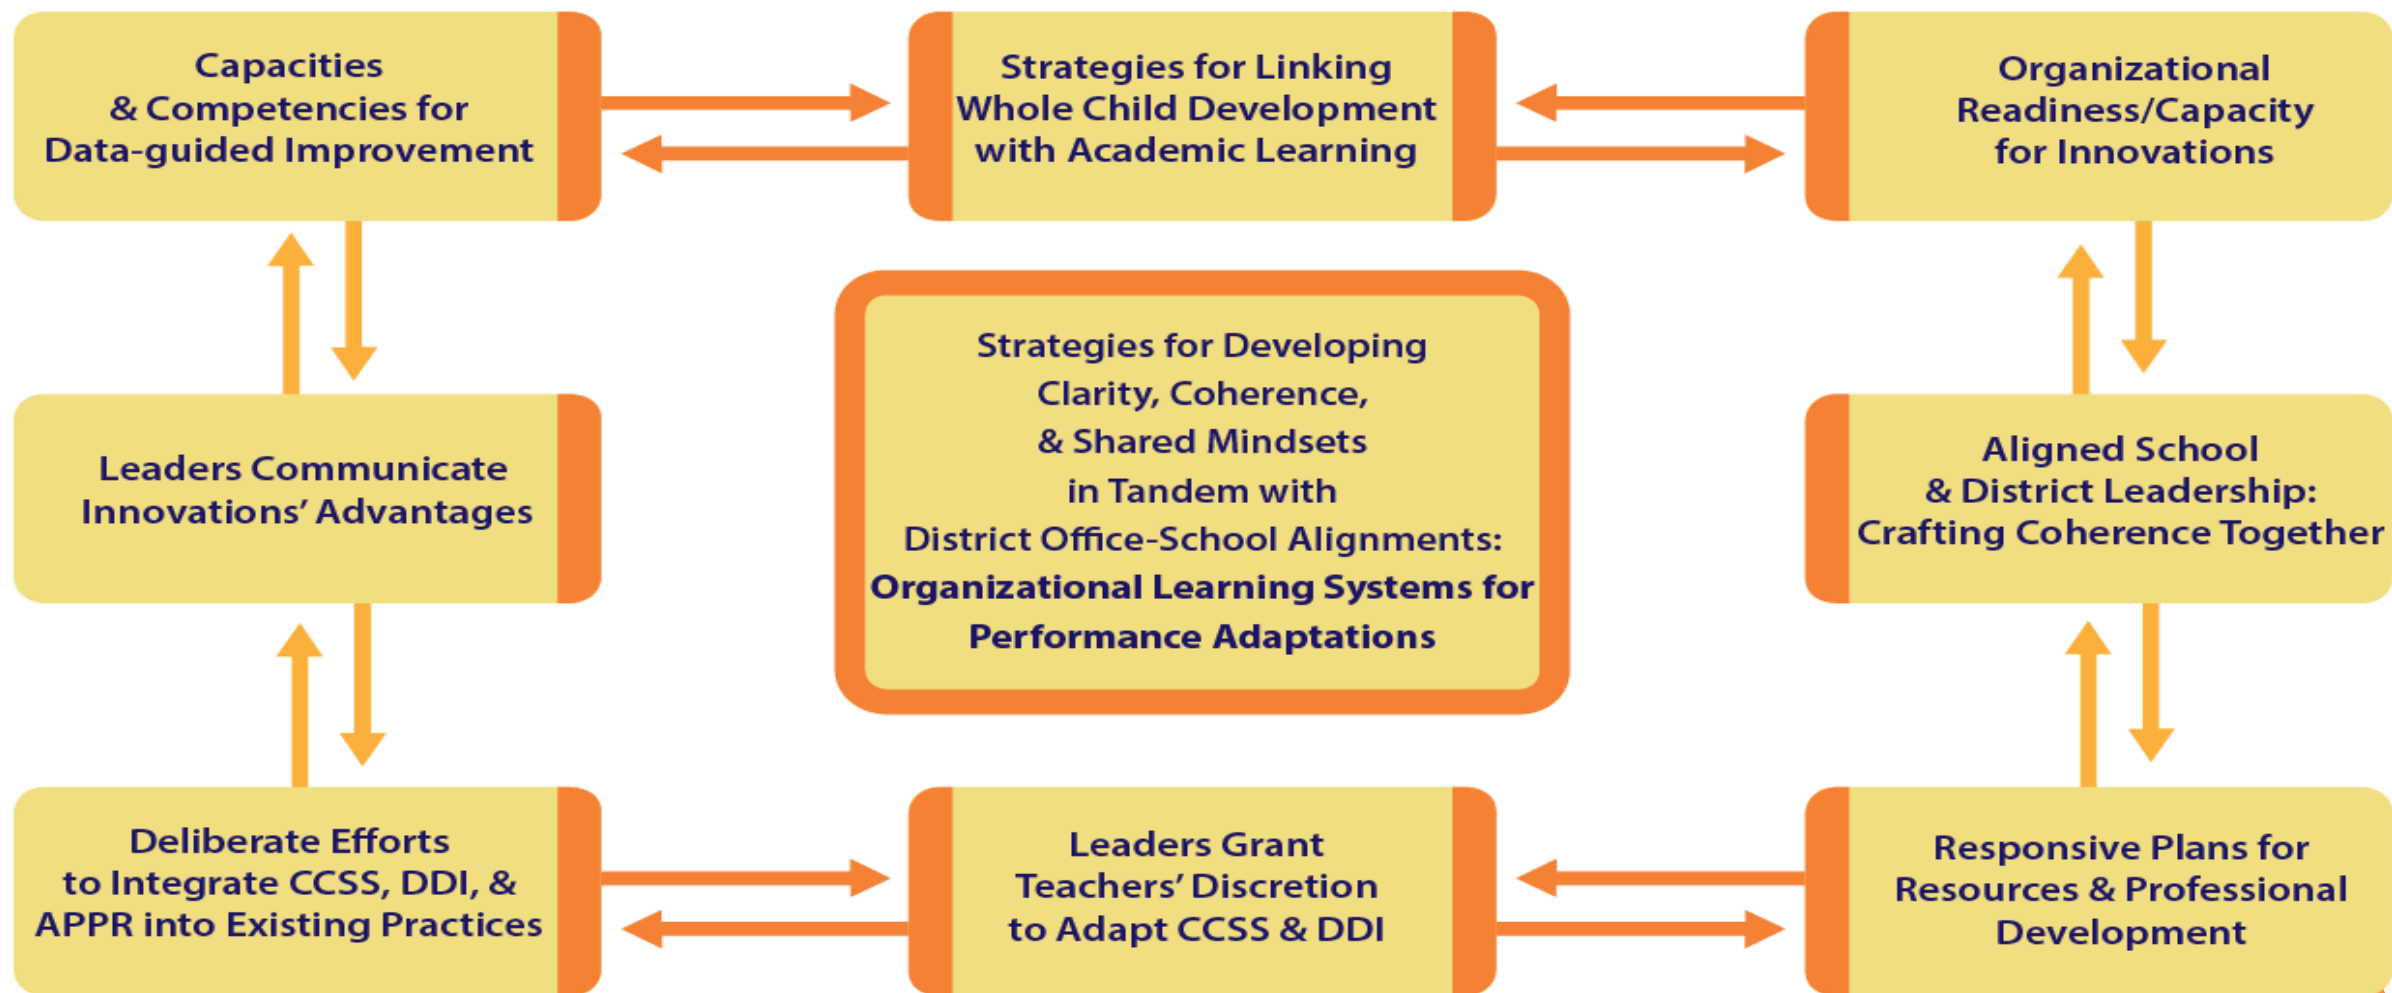 Capacities
& Competencies for
Data-guided Improvement
Strategies for Linking
Whole Child Development
with Academic Learning
Organizational
Readiness/Capacity
for Innovations
Strategies for Developing
Clarity, Coherence,
& Shared Mindsets
in Tandem with
District Office-School Alignments:
Organizational Learning Systems for
Performance Adaptations
Leaders Communicate
Innovations’ Advantages
Aligned School
& District Leadership:
Crafting Coherence Together
Deliberate Efforts
to Integrate CCSS, DDI, &
APPR into Existing Practices
Leaders Grant
Teachers’ Discretion
to Adapt CCSS & DDI
Responsive Plans for
Resources & Professional
Development